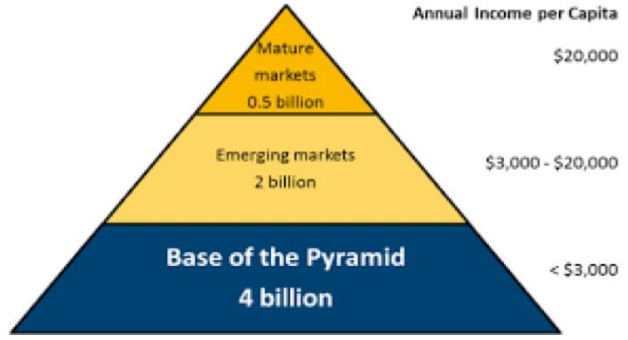 Annual Income per Capita
Mature
markets
0.5 billion
$20,000
Emerging markets
2 billion
$3,000 - $20,000
Base of the Pyramid
4 billion
< $3,000